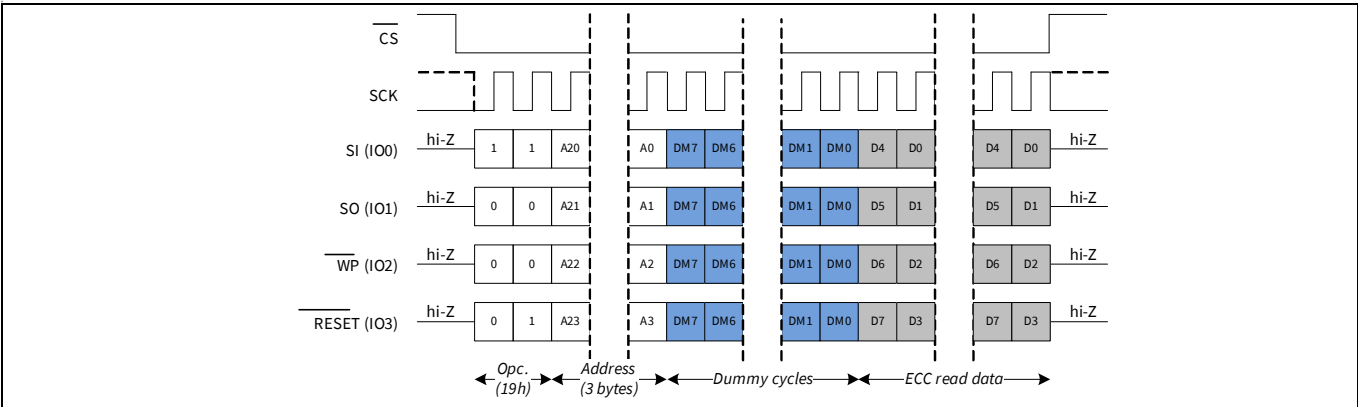 CS
SCK
SI (IO0) hi-Z 1 1 A20 A0 DM7 DM6 DM1 DM0 D4 D0 D4 D0 hi-Z
SO (IO1) hi-Z 0 0 A21 A1 DM7 DM6 DM1 DM0 D5 D1 D5 D1 hi-Z
WP (IO2) hi-Z 0 0 A22 A2 DM7 DM6 DM1 DM0 D6 D2 D6 D2 hi-Z
RESET (IO3) hi-Z 0 1 A23 A3 DM7 DM6 DM1 DM0 D7 D3 D7 D3 hi-Z
Opc. Address Dummy cycles ECC read data
(19h) (3 bytes)